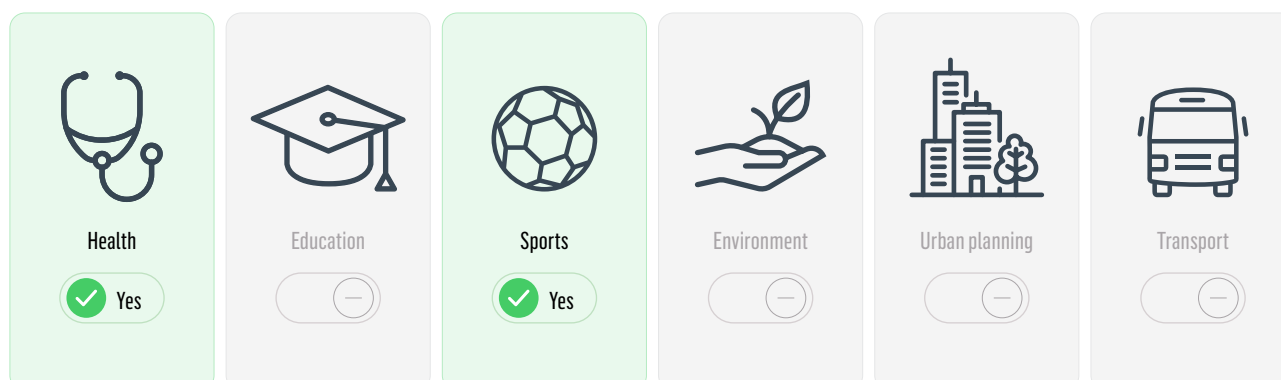 Health
Education
Sports
Environment
Urban planning
Transport
Yes
Yes